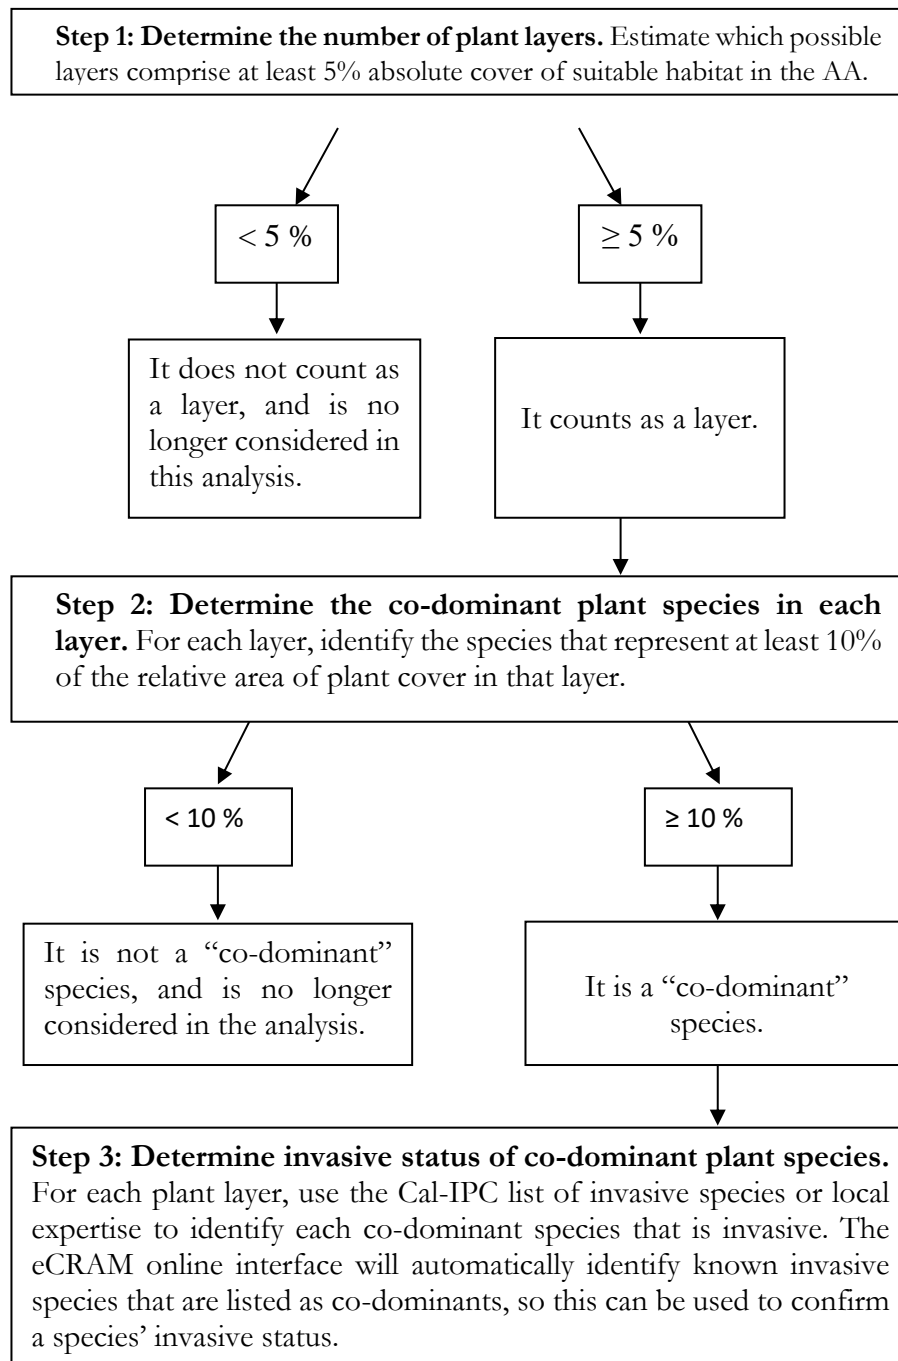 Step 1: Determine the number of plant layers. Estimate which possible
layers comprise at least 5% absolute cover of suitable habitat in the AA.
< 5 %
≥ 5 %
It does not count as
a layer, and is no
longer considered in
this analysis.
It counts as a layer.
Step 2: Determine the co-dominant plant species in each
layer. For each layer, identify the species that represent at least 10%
of the relative area of plant cover in that layer.
< 10 %
≥ 10 %
It is not a “co-dominant”
species, and is no longer
considered in the analysis.
It is a “co-dominant”
species.
Step 3: Determine invasive status of co-dominant plant species.
For each plant layer, use the Cal-IPC list of invasive species or local
expertise to identify each co-dominant species that is invasive. The
eCRAM online interface will automatically identify known invasive
species that are listed as co-dominants, so this can be used to confirm
a species’ invasive status.